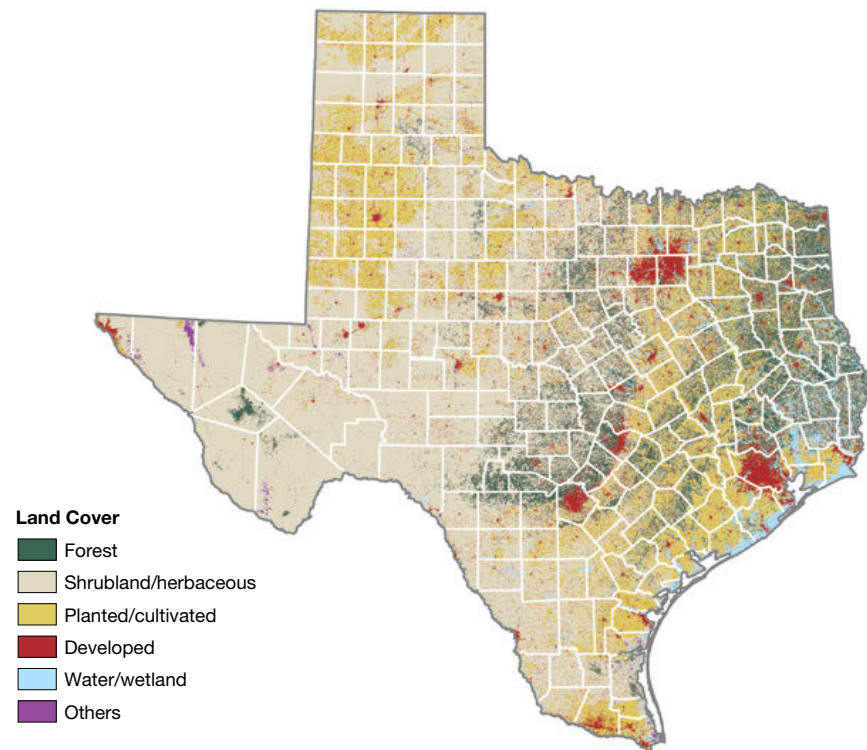 Land Cover
Forest
Shrubland/herbaceous
Planted/cultivated
Developed
Water/wetland
Others